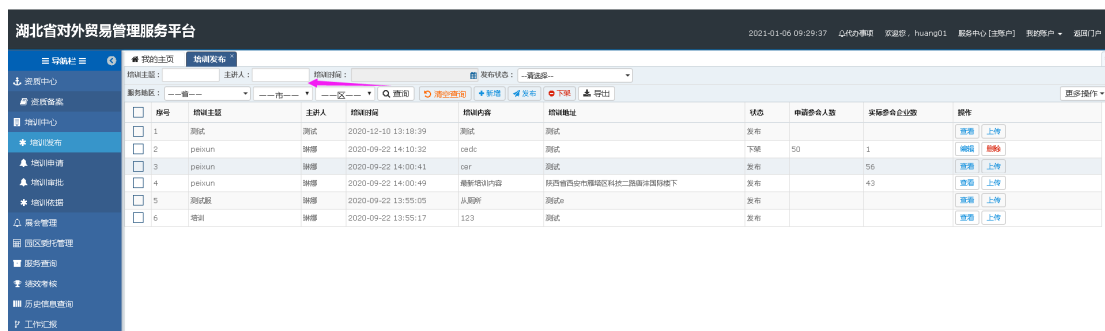 湖北省对外贸易管理服务平台
2021-01-06 09:29:37 代办事项 欢迎您, huang01 服务中心 [主账户] 我的账户 返回门户
导航栏 我的主页 培训发布
培训主题: 主讲人: 培训时间: 发布状态: --请选择--
服务地区: --省-- --市-- --区-- 查询 清空查询 新增 发布 下架 导出 更多操作
序号 培训主题 主讲人 培训时间 培训内容 培训地址 状态 申请参会人数 实际参会企业数 操作
1 测试 测试 2020-12-10 13:18:39 测试 测试 发布 查看 上传
2 peixun 琳娜 2020-09-22 14:10:32 cedc 测试 下架 50 1 编辑 删除
3 peixun 琳娜 2020-09-22 14:00:41 cer 测试 发布 56 查看 上传
4 peixun 琳娜 2020-09-22 14:00:49 最新培训内容 陕西省西安市雁塔区科技二路国际楼下 发布 43 查看 上传
5 测试服 琳娜 2020-09-22 13:55:05 从厕所 测试e 发布 查看 上传
6 培训 琳娜 2020-09-22 13:55:17 123 测试 发布 查看 上传
资质中心
资质备案
培训中心
培训发布
培训申请
培训审批
培训依据
展会管理
园区委托管理
服务查询
绩效考核
历史信息查询
工作汇报